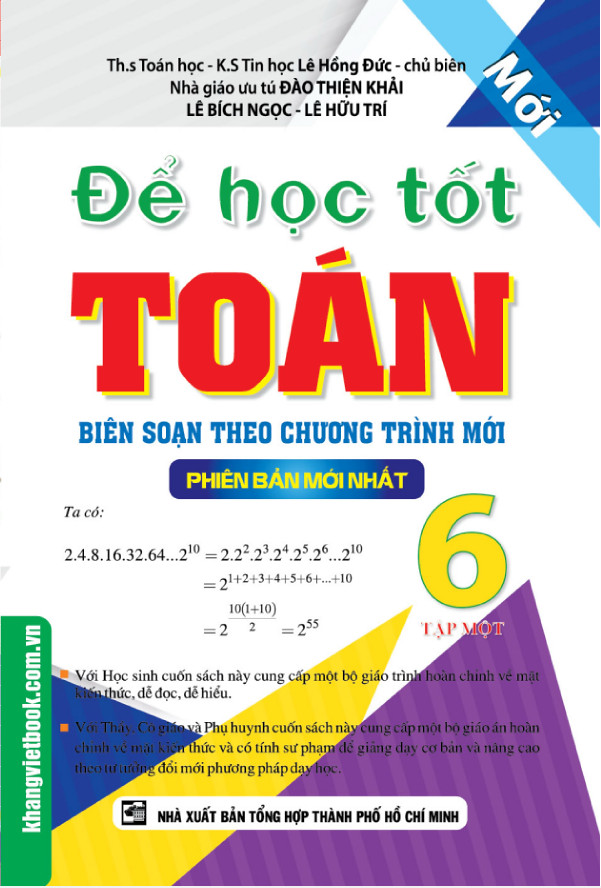 Th.s Toán học - K.S Tin học Lê Hồng Đức - chủ biên
Nhà giáo ưu tú ĐÀO THIỆN KHẢI
LÊ BÍCH NGỌC - LÊ HỮU TRÍ
Mới
Để học tốt
TOÁN
BIÊN SOẠN THEO CHƯƠNG TRÌNH MỚI
PHIÊN BẢN MỚI NHẤT
Ta có:
2.4.8.16.32.64...2^10 = 2.2^2.2^3.2^4.2^5.2^6...2^10
= 2^(1+2+3+4+5+6+...+10)
= 2^(10(1+10)/2) = 2^55
6
TẬP MỘT
Với Học sinh cuốn sách này cung cấp một bộ giáo trình hoàn chỉnh về mặt
kiến thức, dễ đọc, dễ hiểu.
Với Thầy, Cô giáo và Phụ huynh cuốn sách này cung cấp một bộ giáo án hoàn
chỉnh về mặt kiến thức và có tính sư phạm để giảng dạy cơ bản và nâng cao
theo tư tưởng đổi mới phương pháp dạy học.
khangvietbook.com.vn
NHÀ XUẤT BẢN TỔNG HỢP THÀNH PHỐ HỒ CHÍ MINH